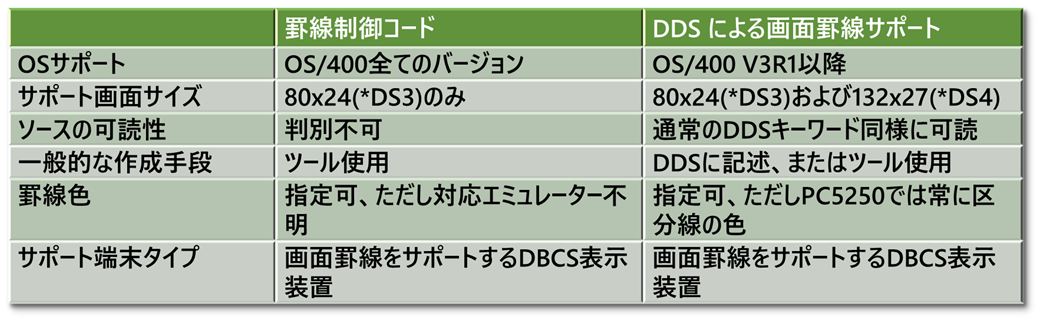 罫線制御コード DDS による画面罫線サポート
OSサポート OS/400全てのバージョン OS/400 V3R1以降
サポート画面サイズ 80x24(*DS3)のみ 80x24(*DS3)および132x27(*DS4)
ソースの可読性 判別不可 通常のDDSキーワード同様に可読
一般的な作成手段 ツール使用 DDSに記述、またはツール使用
罫線色 指定可、ただし対応エミュレーター不 指定可、ただしPC5250では常に区
明 分線の色
サポート端末タイプ 画面罫線をサポートするDBCS表示 画面罫線をサポートするDBCS表示
装置 装置